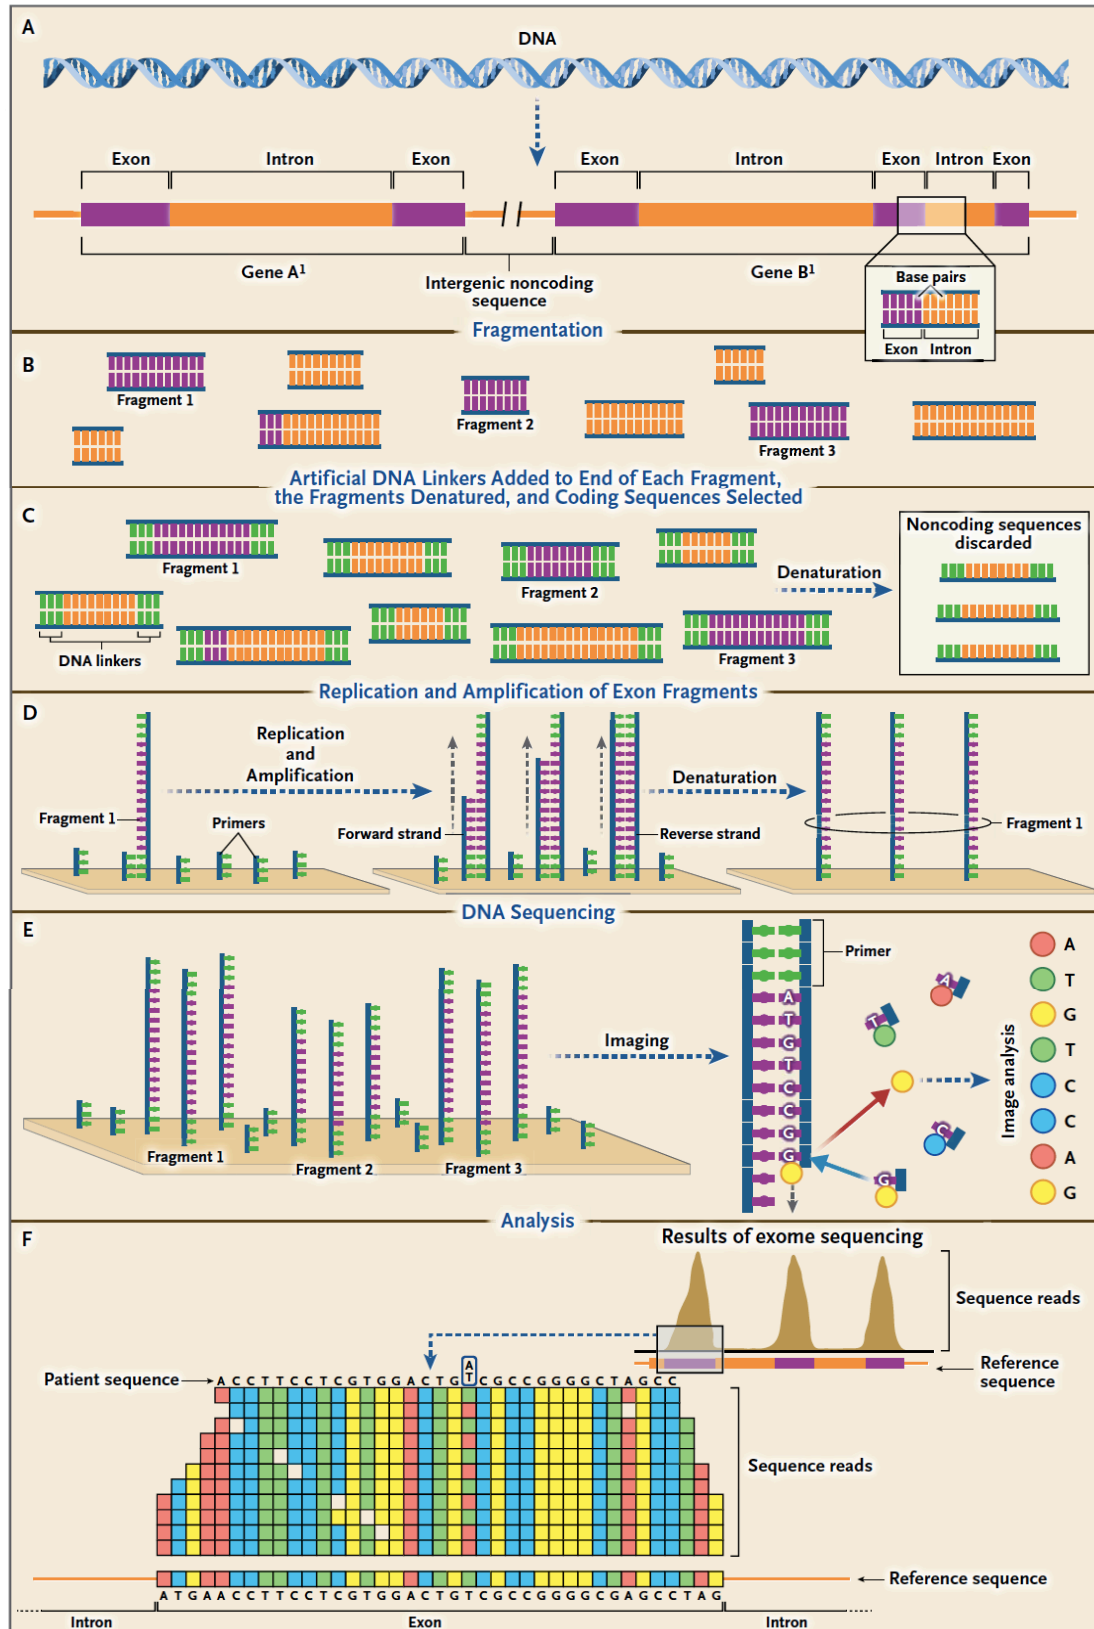 A
DNA
Exon Intron Exon Exon Intron Exon Intron Exon
Gene A¹
Intergenic noncoding
sequence
Gene B¹
Base pairs
Exon Intron
Fragmentation
B
Fragment 1
Fragment 2
Fragment 3
Artificial DNA Linkers Added to End of Each Fragment,
the Fragments Denatured, and Coding Sequences Selected
C
Fragment 1
Fragment 2
DNA linkers
Fragment 3
Denaturation
Noncoding sequences
discarded
Replication and Amplification of Exon Fragments
D
Replication
and
Amplification
Denaturation
Fragment 1
Primers
Forward strand
Reverse strand
Fragment 1
DNA Sequencing
E
Fragment 1
Fragment 2
Fragment 3
Imaging
Primer
A
T
G
T
C
C
G
G
A
T
C
G
Image analysis
A
T
G
T
C
C
A
G
Analysis
F
Results of exome sequencing
Sequence reads
Reference
sequence
A
T
Patient sequence
A C C T T C C T C G T G G A C T G C G C C G G G G C T A G C C
Sequence reads
Reference sequence
A T G A A C C T T C C T C G T G G A C T G T C G C C G G G G C G A G C C T A G
Intron Exon Intron